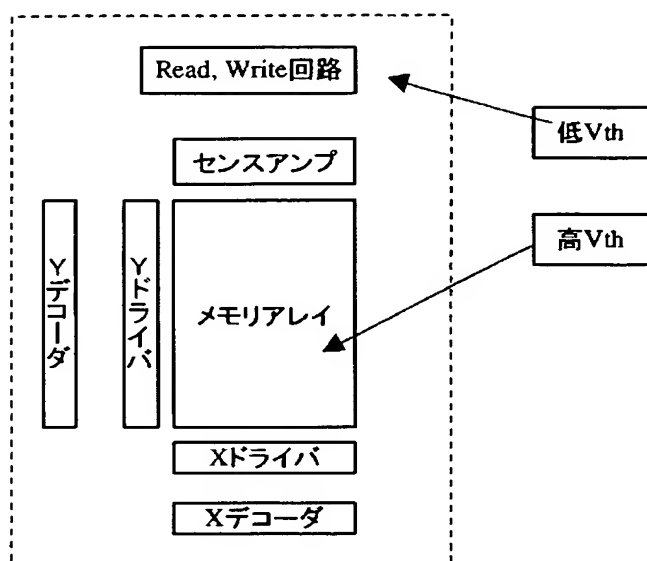 Read, Write回路
低Vth
センスアンプ
高Vth
Yデコーダ
Yドライバ
メモリアレイ
Xドライバ
Xデコーダ